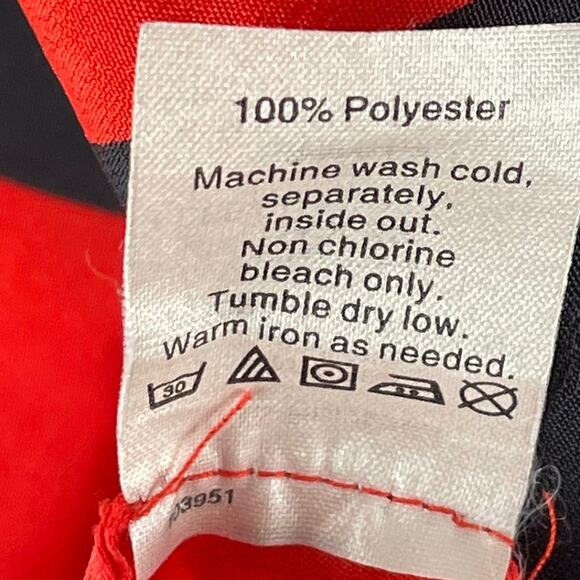 100% Polyester
Machine wash cold,
separately,
inside out.
Non chlorine
bleach only.
Tumble dry low.
Warm iron as needed.
30
03951